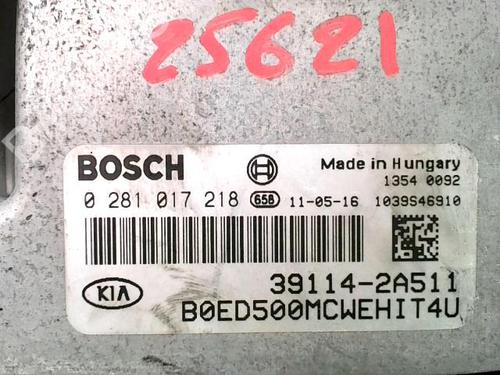 25621
BOSCH
Made in Hungary
1354 0092
0 281 017 218 65B 11-05-16 1039S46910
KIA
39114-2A511
B0ED500MCWEHIT4U